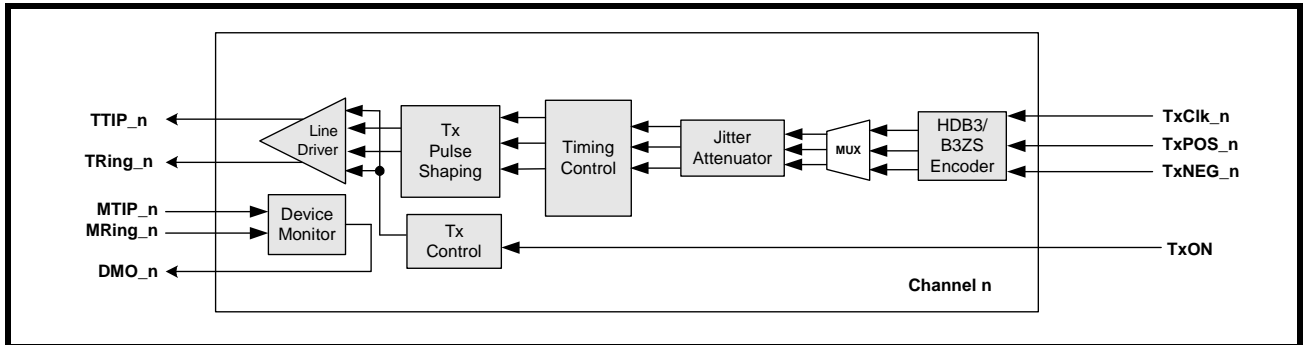 TTIP_n
TRing_n
MTIP_n
MRing_n
DMO_n
Line
Driver
Device
Monitor
Tx
Pulse
Shaping
Tx
Control
Timing
Control
Jitter
Attenuator
MUX
HDB3/
B3ZS
Encoder
TxClk_n
TxPOS_n
TxNEG_n
TxON
Channel n